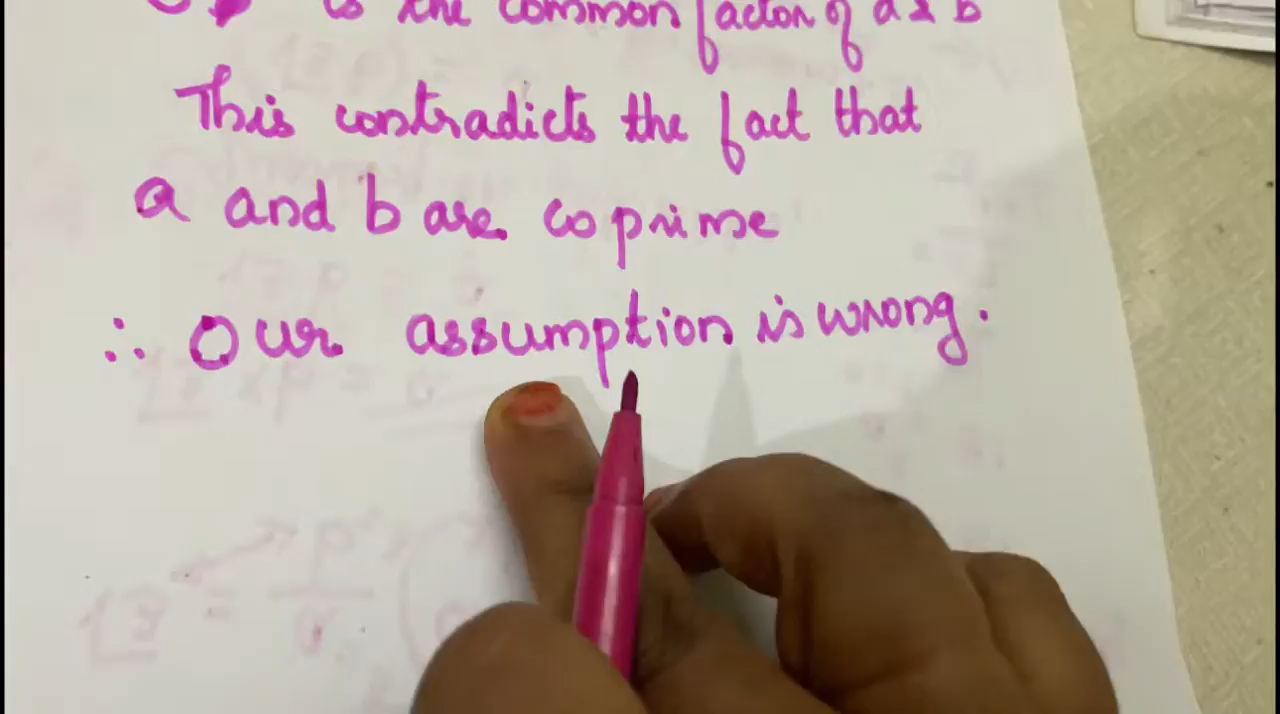 is the common factor of a & b
This contradicts the fact that
a and b are coprime
∴ Our assumption is wrong.